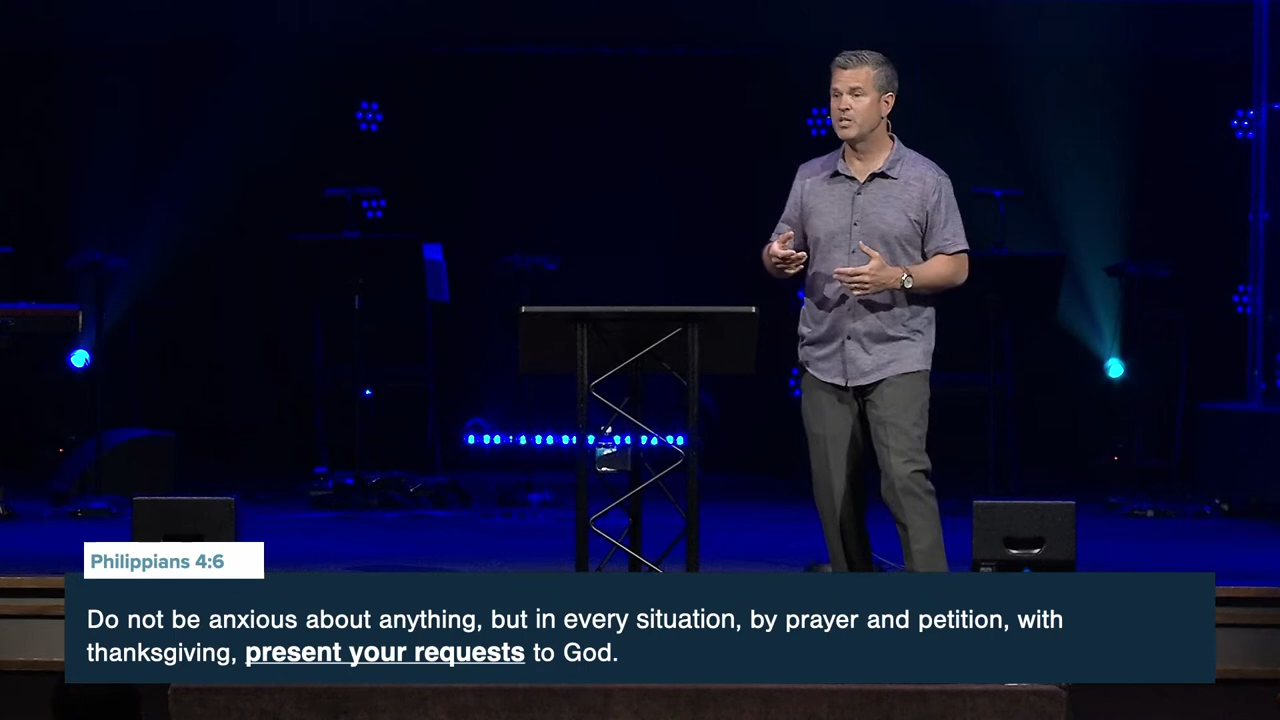 Philippians 4:6
Do not be anxious about anything, but in every situation, by prayer and petition, with
thanksgiving, present your requests to God.